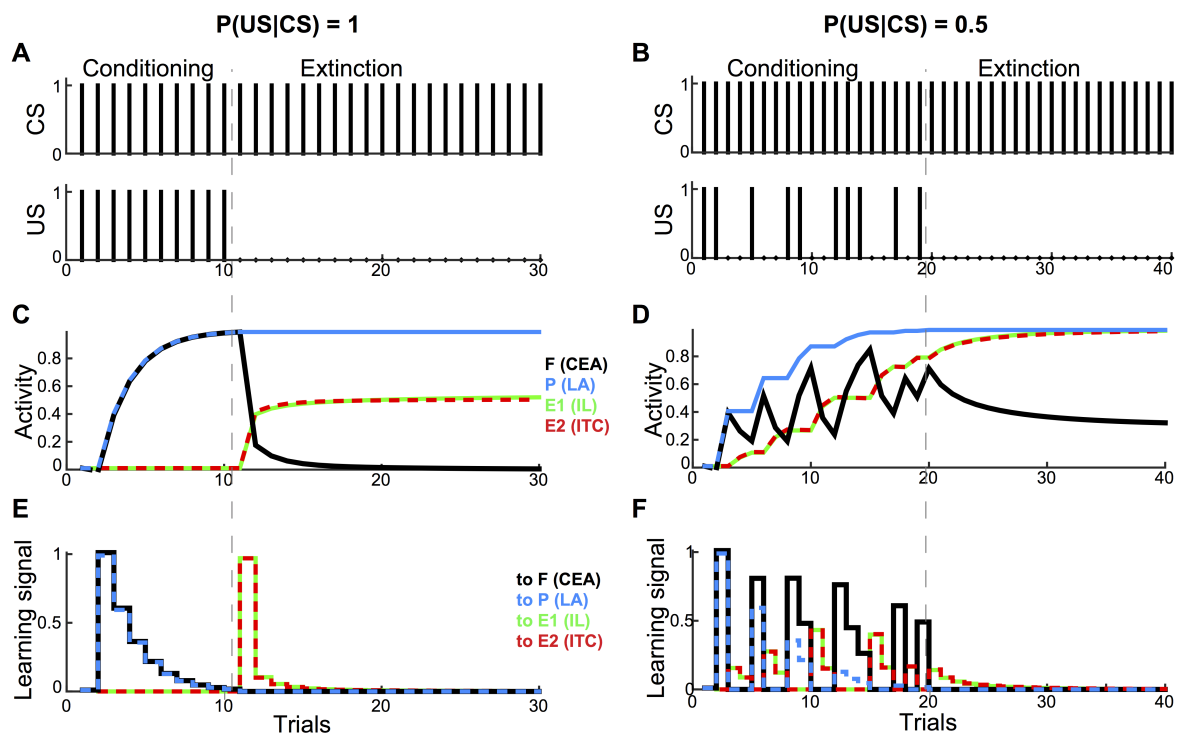 P(US|CS) = 1
P(US|CS) = 0.5
A
B
Conditioning
Extinction
Conditioning
Extinction
1
CS
0
1
CS
0
1
US
0
0
10
20
30
1
US
0
0
10
20
30
40
C
D
0.8
0.6
0.4
0.2
0
Activity
0
10
20
30
F (CEA)
P (LA)
E1 (IL)
E2 (ITC)
0.8
0.6
0.4
0.2
0
Activity
0
10
20
30
40
E
F
1
0.5
0
Learning signal
0
10
20
30
Trials
to F (CEA)
to P (LA)
to E1 (IL)
to E2 (ITC)
1
0.5
0
Learning signal
0
10
20
30
40
Trials